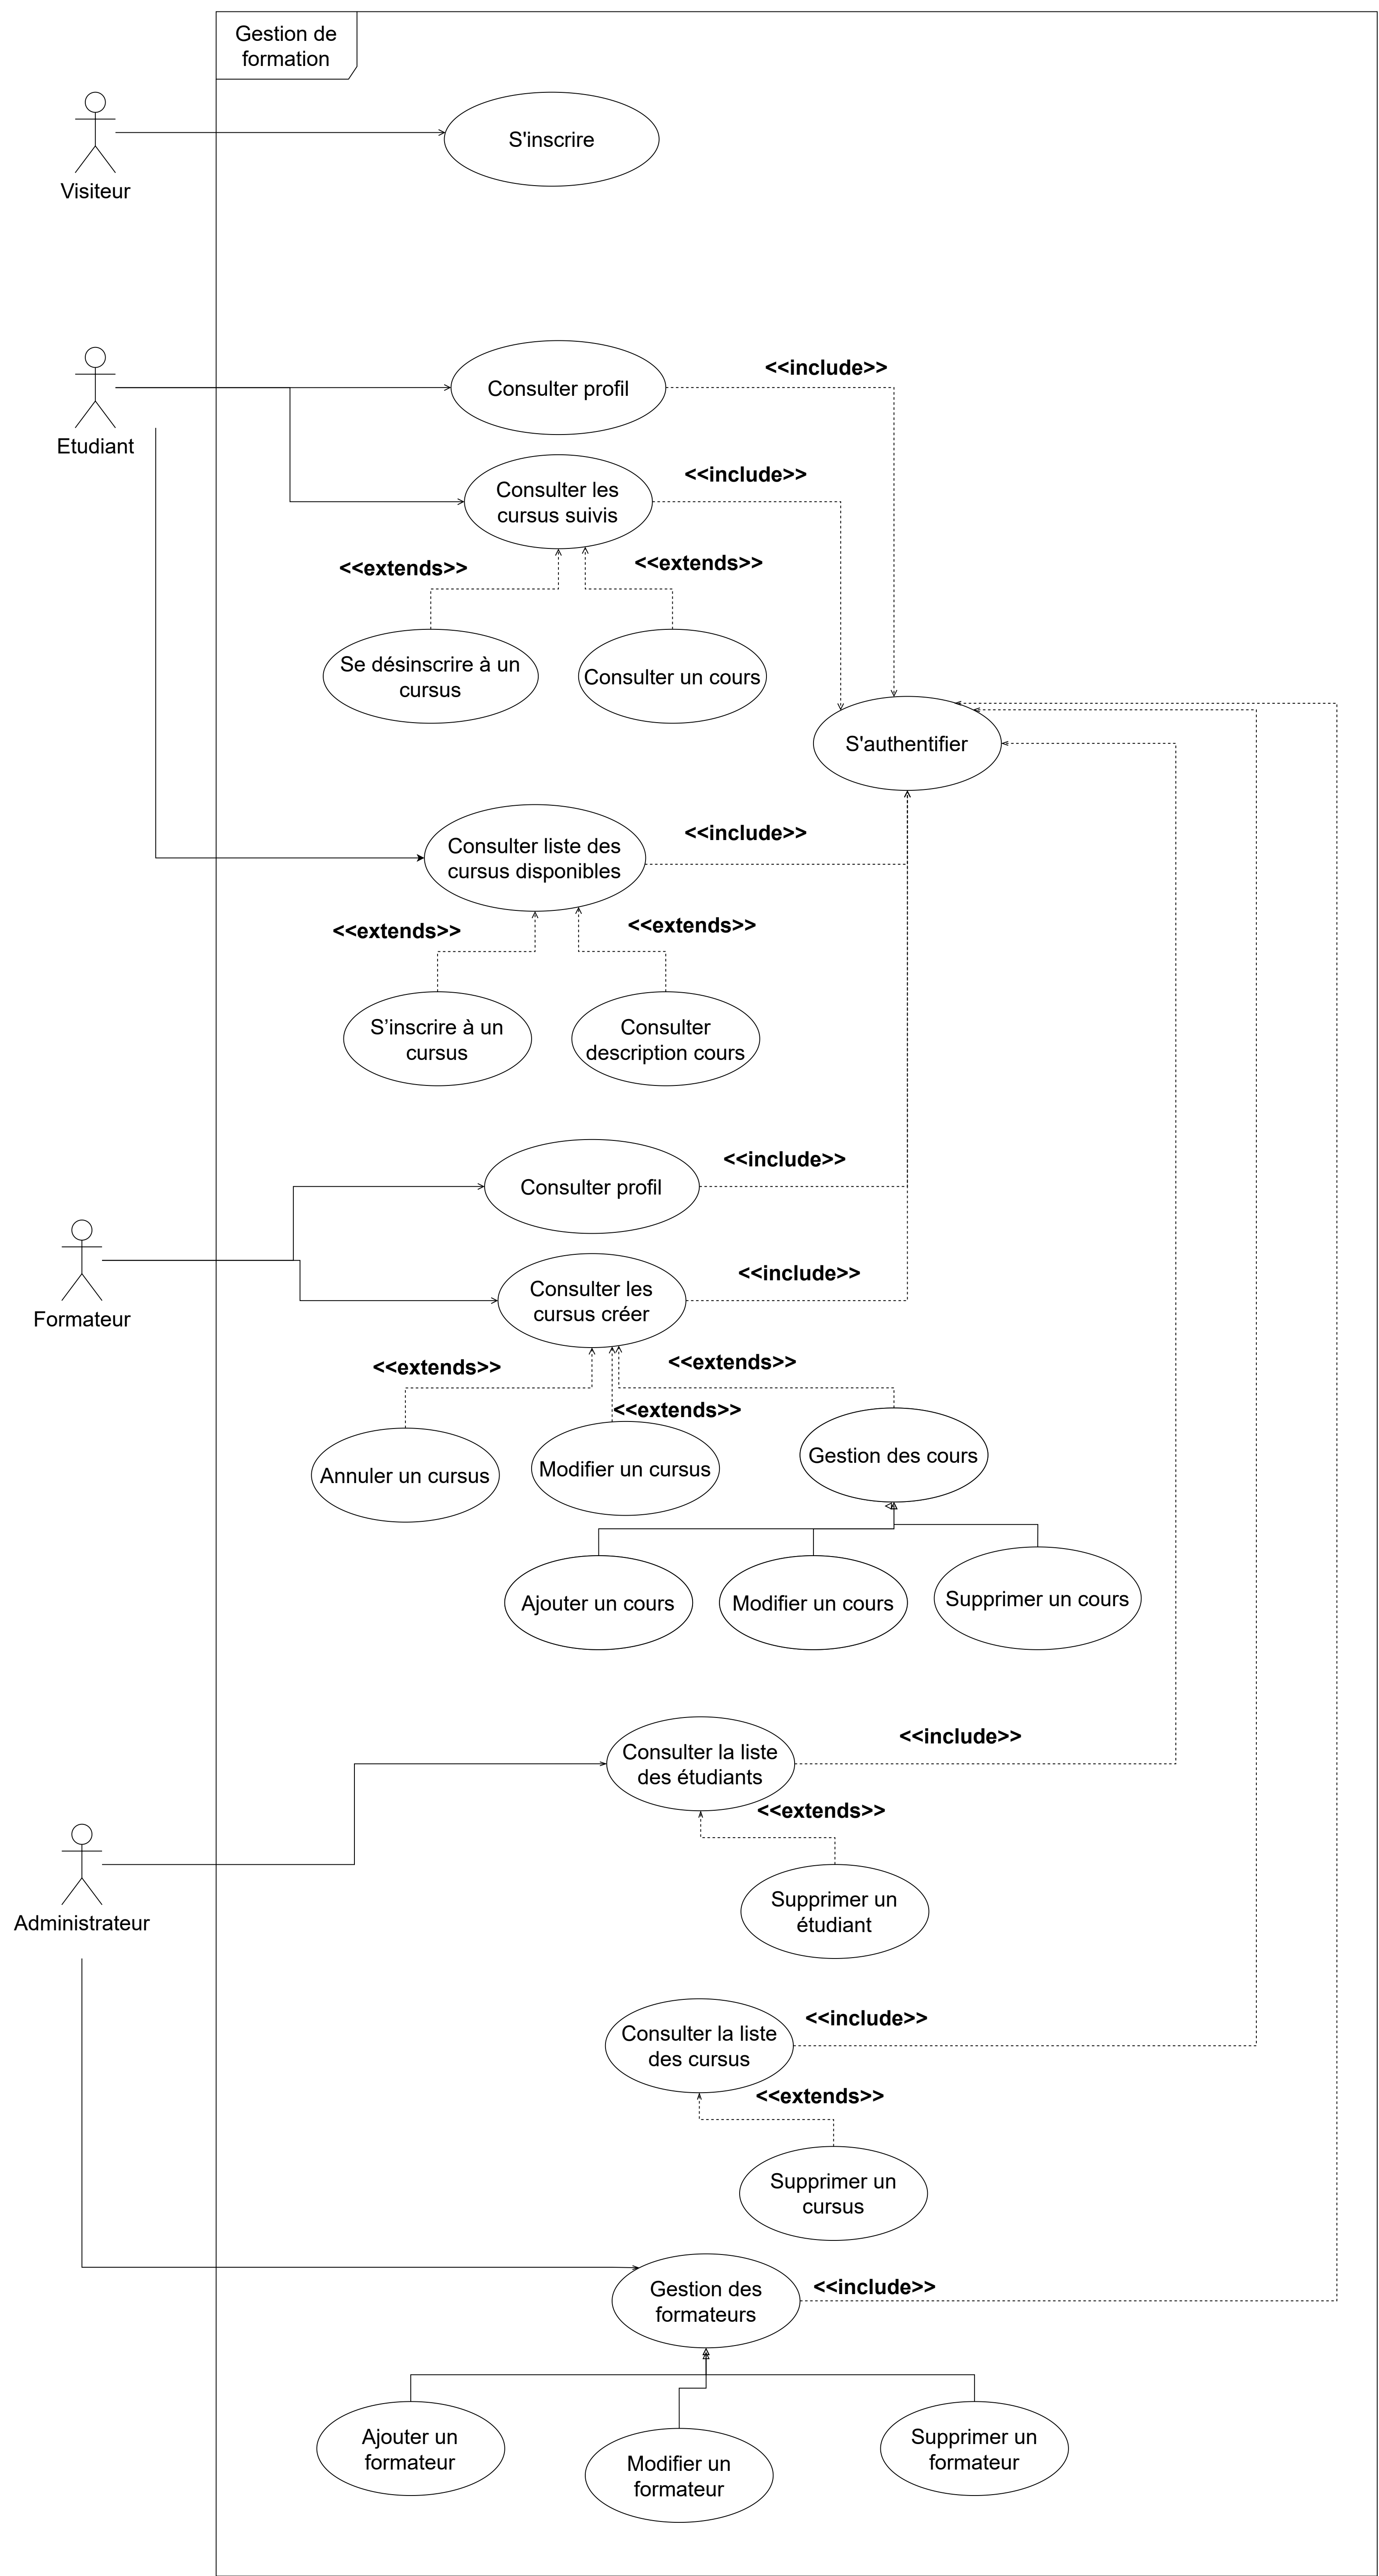 Gestion de
formation
S'inscrire
Visiteur
Consulter profil
<<include>>
Etudiant
Consulter les
cursus suivis
<<include>>
<<extends>>
<<extends>>
Se désinscrire à un
cursus
Consulter un cours
S'authentifier
Consulter liste des
cursus disponibles
<<include>>
<<extends>>
<<extends>>
S’inscrire à un
cursus
Consulter
description cours
Consulter profil
<<include>>
Formateur
Consulter les
cursus créer
<<include>>
<<extends>>
<<extends>>
<<extends>>
Annuler un cursus
Modifier un cursus
Gestion des cours
Ajouter un cours
Modifier un cours
Supprimer un cours
Consulter la liste
des étudiants
<<include>>
<<extends>>
Administrateur
Supprimer un
étudiant
Consulter la liste
des cursus
<<include>>
<<extends>>
Supprimer un
cursus
Gestion des
formateurs
<<include>>
Ajouter un
formateur
Modifier un
formateur
Supprimer un
formateur